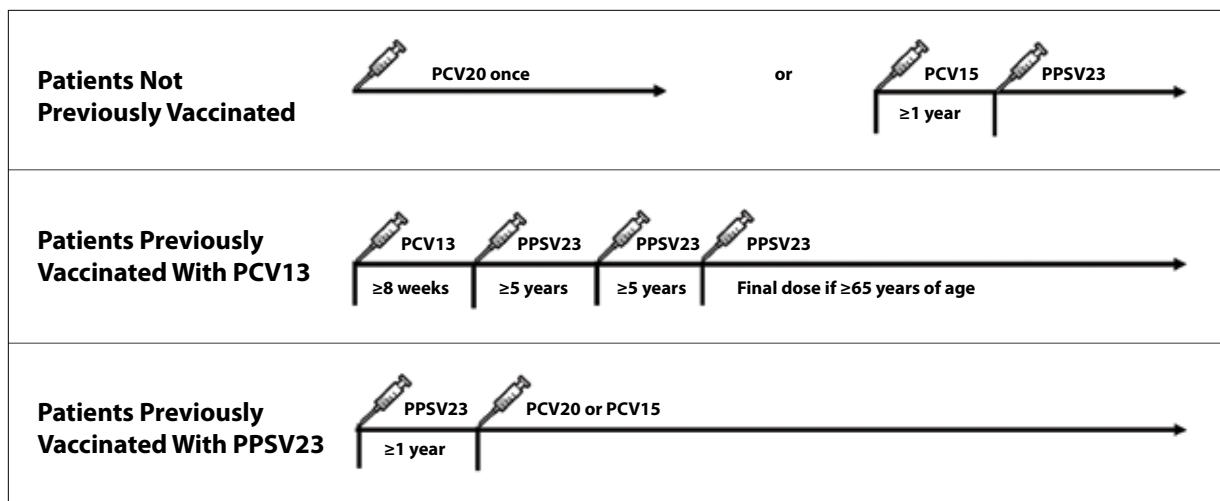 Patients Not
Previously Vaccinated
PCV20 once
or
PCV15
PPSV23
≥1 year
Patients Previously
Vaccinated With PCV13
PCV13
PPSV23
PPSV23
PPSV23
≥8 weeks
≥5 years
≥5 years
Final dose if ≥65 years of age
Patients Previously
Vaccinated With PPSV23
PPSV23
PCV20 or PCV15
≥1 year